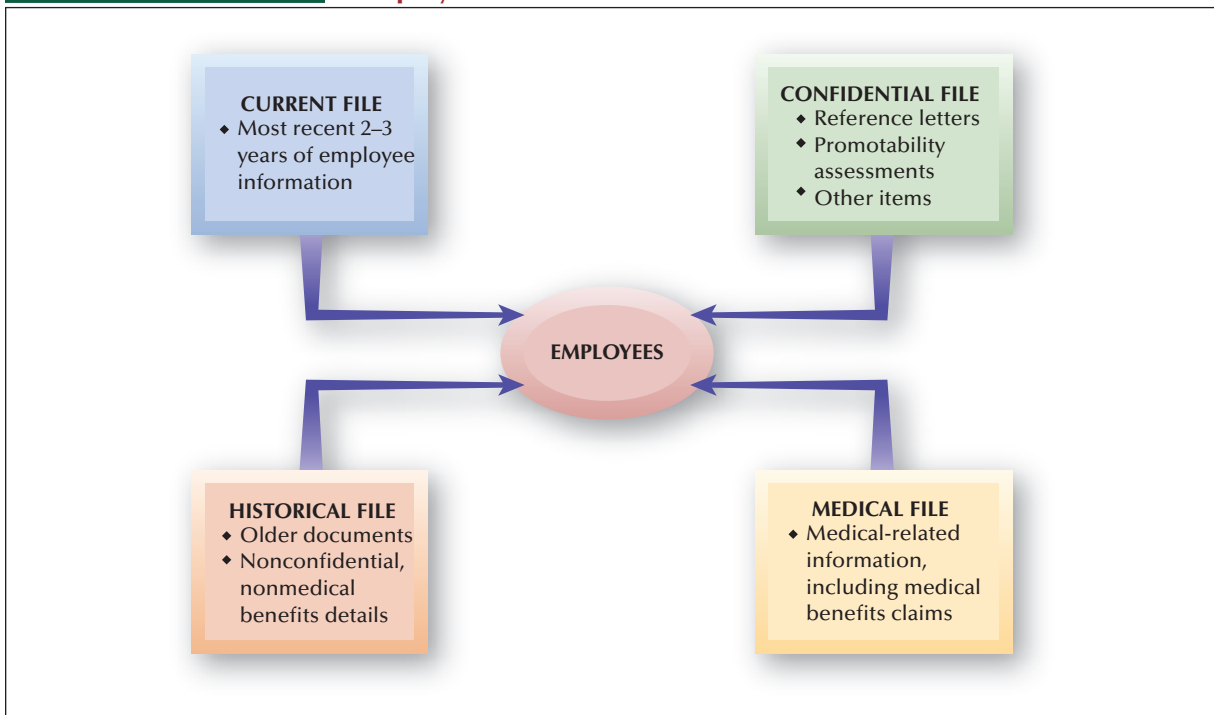 CURRENT FILE
◆ Most recent 2–3
years of employee
information
CONFIDENTIAL FILE
◆ Reference letters
◆ Promotability
assessments
◆ Other items
EMPLOYEES
HISTORICAL FILE
◆ Older documents
◆ Nonconfidential,
nonmedical
benefits details
MEDICAL FILE
◆ Medical-related
information,
including medical
benefits claims